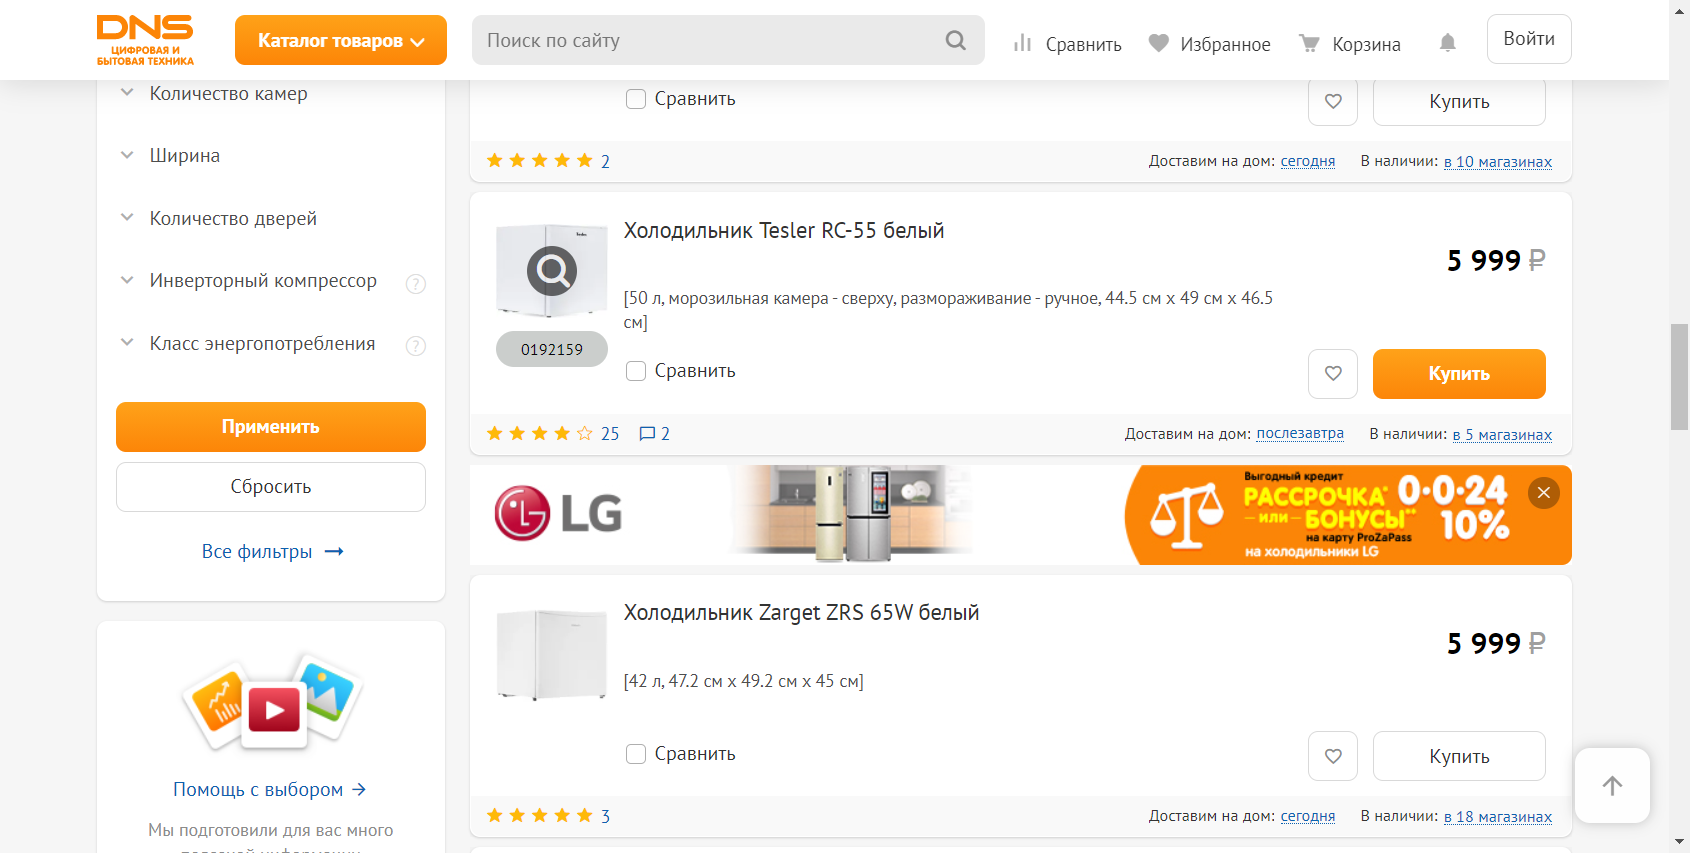 DNS
ЦИФРОВАЯ И
БЫТОВАЯ ТЕХНИКА
Каталог товаров
Поиск по сайту
Сравнить
Избранное
Корзина
Войти
Количество камер
Ширина
Количество дверей
Инверторный компрессор
?
Класс энергопотребления
?
Применить
Сбросить
Все фильтры
Помощь с выбором
Мы подготовили для вас много
полезной информации
Сравнить
Купить
2
Доставим на дом: сегодня
В наличии: в 10 магазинах
Tesler
0192159
Холодильник Tesler RC-55 белый
5 999 ₽
[50 л, морозильная камера - сверху, размораживание - ручное, 44.5 см x 49 см x 46.5
см]
Сравнить
Купить
25
2
Доставим на дом: послезавтра
В наличии: в 5 магазинах
LG
Выгодный кредит
РАССРОЧКА* 0·0·24
—или— БОНУСЫ** 10%
на карту ProZaPass
на холодильники LG
Холодильник Zarget ZRS 65W белый
5 999 ₽
[42 л, 47.2 см x 49.2 см x 45 см]
Сравнить
Купить
3
Доставим на дом: сегодня
В наличии: в 18 магазинах